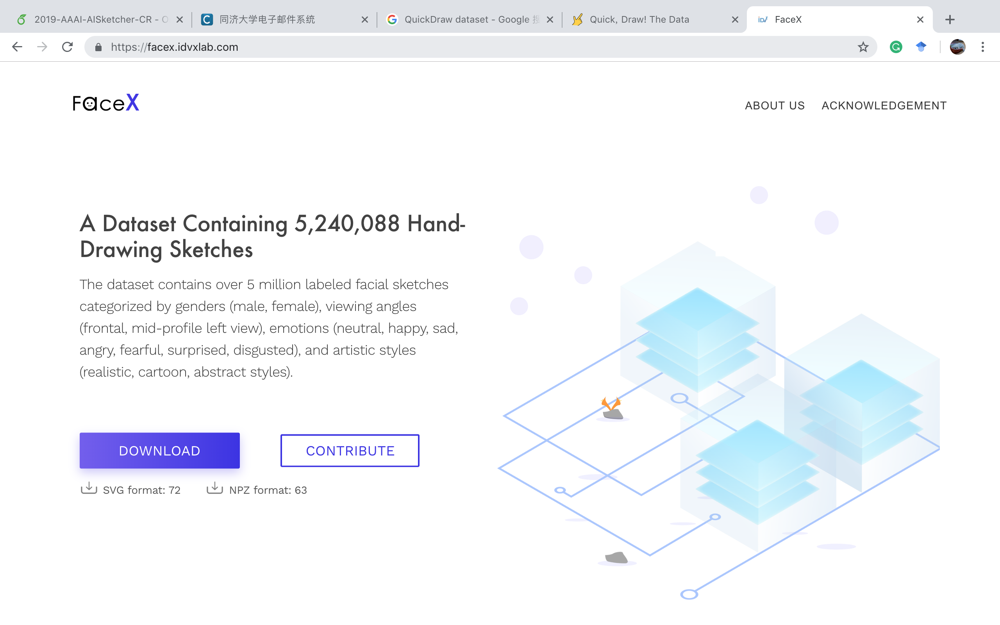 2019-AAAI-AISketcher-CR - O
同济大学电子邮件系统
QuickDraw dataset - Google 搜
Quick, Draw! The Data
iDVX
FaceX
https://facex.idvxlab.com
FaceX
ABOUT US
ACKNOWLEDGEMENT
A Dataset Containing 5,240,088 Hand-
Drawing Sketches
The dataset contains over 5 million labeled facial sketches
categorized by genders (male, female), viewing angles
(frontal, mid-profile left view), emotions (neutral, happy, sad,
angry, fearful, surprised, disgusted), and artistic styles
(realistic, cartoon, abstract styles).
DOWNLOAD
CONTRIBUTE
SVG format: 72
NPZ format: 63